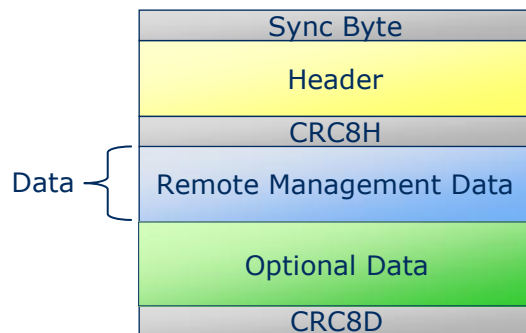 Sync Byte
Header
CRC8H
Data
Remote Management Data
Optional Data
CRC8D